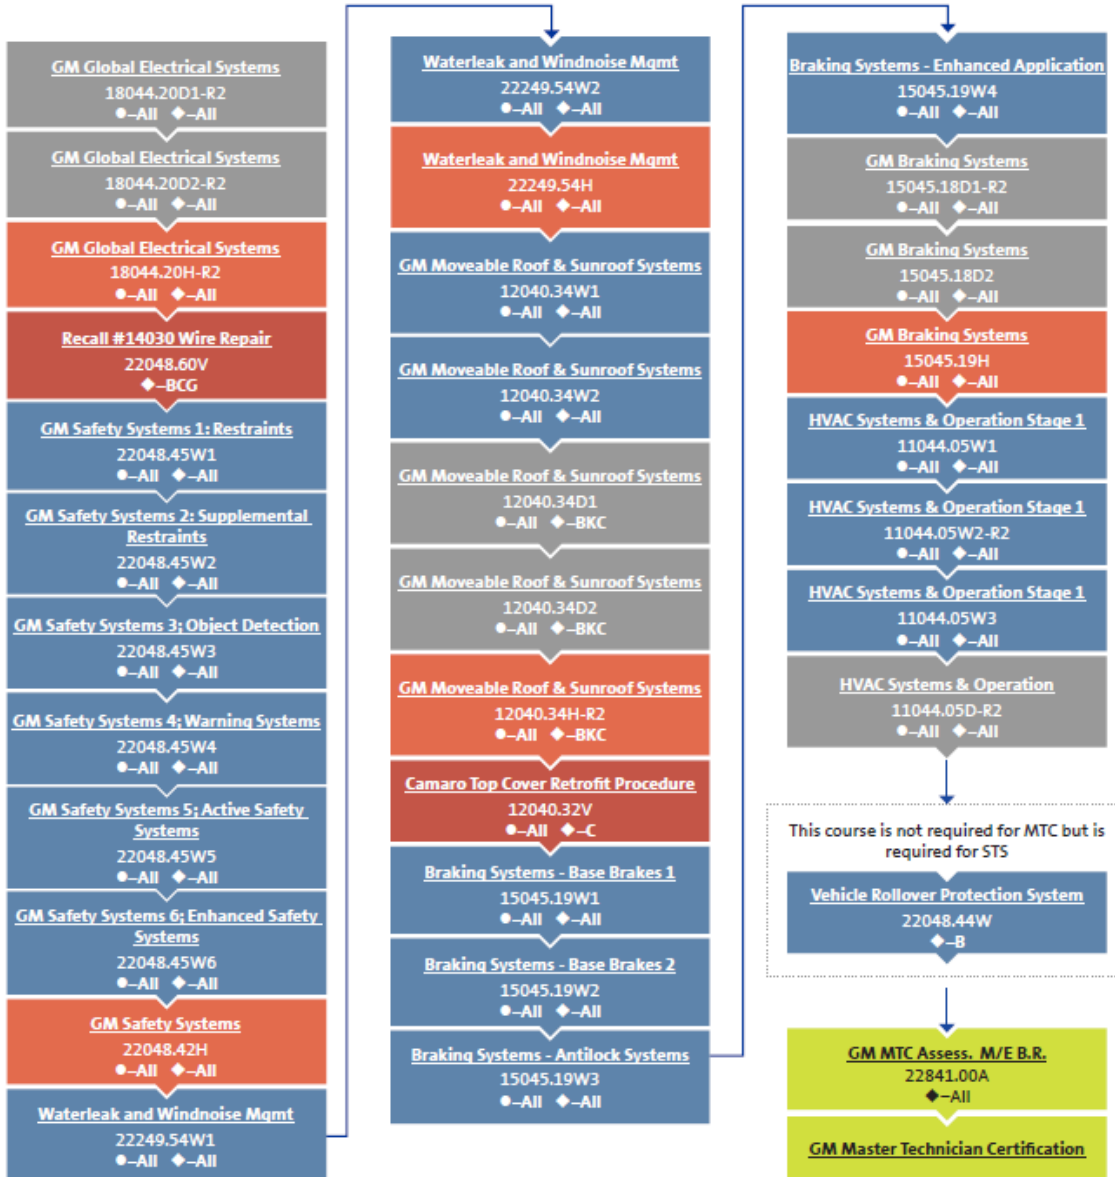 GM Global Electrical Systems
18044.20D1-R2
●–All ◆–All
GM Global Electrical Systems
18044.20D2-R2
●–All ◆–All
GM Global Electrical Systems
18044.20H-R2
●–All ◆–All
Recall #14030 Wire Repair
22048.60V
◆–BCG
GM Safety Systems 1: Restraints
22048.45W1
●–All ◆–All
GM Safety Systems 2: Supplemental
Restraints
22048.45W2
●–All ◆–All
GM Safety Systems 3; Object Detection
22048.45W3
●–All ◆–All
GM Safety Systems 4; Warning Systems
22048.45W4
●–All ◆–All
GM Safety Systems 5; Active Safety
Systems
22048.45W5
●–All ◆–All
GM Safety Systems 6; Enhanced Safety
Systems
22048.45W6
●–All ◆–All
GM Safety Systems
22048.42H
●–All ◆–All
Waterleak and Windnoise Mgmt
22249.54W1
●–All ◆–All
Waterleak and Windnoise Mgmt
22249.54W2
●–All ◆–All
Waterleak and Windnoise Mgmt
22249.54H
●–All ◆–All
GM Moveable Roof & Sunroof Systems
12040.34W1
●–All ◆–All
GM Moveable Roof & Sunroof Systems
12040.34W2
●–All ◆–All
GM Moveable Roof & Sunroof Systems
12040.34D1
●–All ◆–BKC
GM Moveable Roof & Sunroof Systems
12040.34D2
●–All ◆–BKC
GM Moveable Roof & Sunroof Systems
12040.34H-R2
●–All ◆–BKC
Camaro Top Cover Retrofit Procedure
12040.32V
●–All ◆–C
Braking Systems - Base Brakes 1
15045.19W1
●–All ◆–All
Braking Systems - Base Brakes 2
15045.19W2
●–All ◆–All
Braking Systems - Antilock Systems
15045.19W3
●–All ◆–All
Braking Systems - Enhanced Application
15045.19W4
●–All ◆–All
GM Braking Systems
15045.18D1-R2
●–All ◆–All
GM Braking Systems
15045.18D2
●–All ◆–All
GM Braking Systems
15045.19H
●–All ◆–All
HVAC Systems & Operation Stage 1
11044.05W1
●–All ◆–All
HVAC Systems & Operation Stage 1
11044.05W2-R2
●–All ◆–All
HVAC Systems & Operation Stage 1
11044.05W3
●–All ◆–All
HVAC Systems & Operation
11044.05D-R2
●–All ◆–All
This course is not required for MTC but is
required for STS
Vehicle Rollover Protection System
22048.44W
◆–B
GM MTC Assess. M/E B.R.
22841.00A
◆–All
GM Master Technician Certification